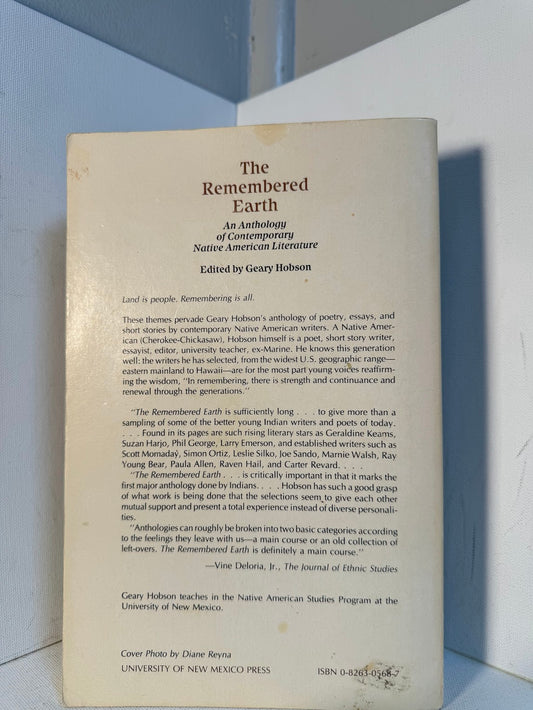 The
Remembered
Earth
An Anthology
of Contemporary
Native American Literature
Edited by Geary Hobson
Land is people. Remembering is all.
These themes pervade Geary Hobson's anthology of poetry, essays, and
short stories by contemporary Native American writers. A Native Amer-
ican (Cherokee-Chickasaw), Hobson himself is a poet, short story writer,
essayist, editor, university teacher, ex-Marine. He knows this generation
well: the writers he has selected, from the widest U.S. geographic range—
eastern mainland to Hawaii—are for the most part young voices reaffirm-
ing the wisdom, "In remembering, there is strength and continuance and
renewal through the generations."
"The Remembered Earth is sufficiently long . . . to give more than a
sampling of some of the better young Indian writers and poets of today.
. . . Found in its pages are such rising literary stars as Geraldine Keams,
Suzan Harjo, Phil George, Larry Emerson, and established writers such as
Scott Momaday, Simon Ortiz, Leslie Silko, Joe Sando, Marnie Walsh, Ray
Young Bear, Paula Allen, Raven Hail, and Carter Revard. . . .
"The Remembered Earth . . . is critically important in that it marks the
first major anthology done by Indians. . . . Hobson has such a good grasp
of what work is being done that the selections seem to give each other
mutual support and present a total experience instead of diverse personali-
ties.
"Anthologies can roughly be broken into two basic categories according
to the feelings they leave with us—a main course or an old collection of
left-overs. The Remembered Earth is definitely a main course."
—Vine Deloria, Jr., The Journal of Ethnic Studies
Geary Hobson teaches in the Native American Studies Program at the
University of New Mexico.
Cover Photo by Diane Reyna
UNIVERSITY OF NEW MEXICO PRESS
ISBN 0-8263-0568-7